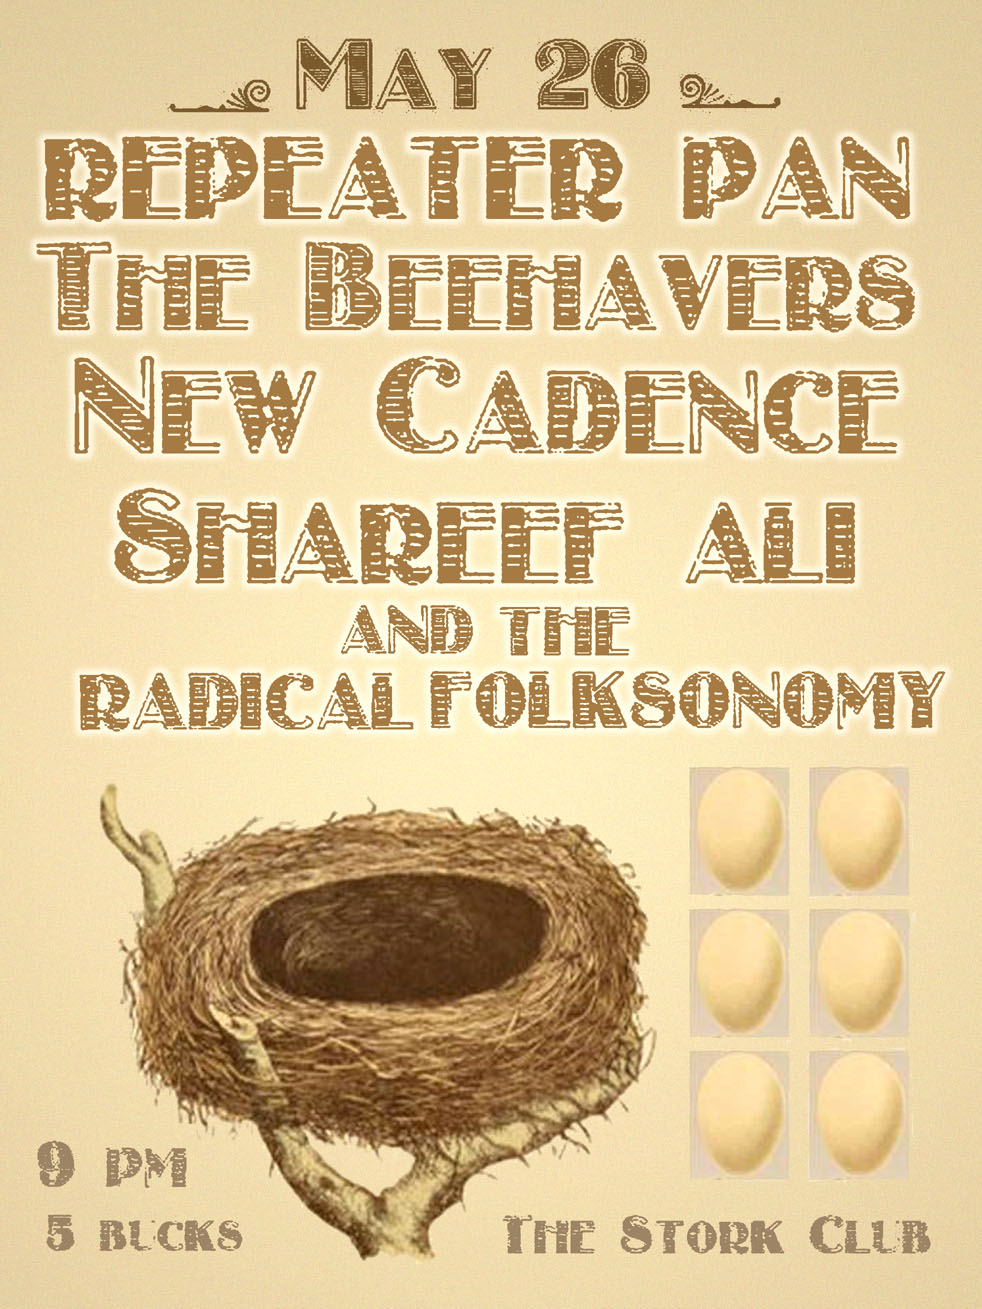 May 26
Repeater Pan
The Beehavers
New Cadence
Shareef Ali
and the
Radical Folksonomy
9 pm
5 bucks
The Stork Club